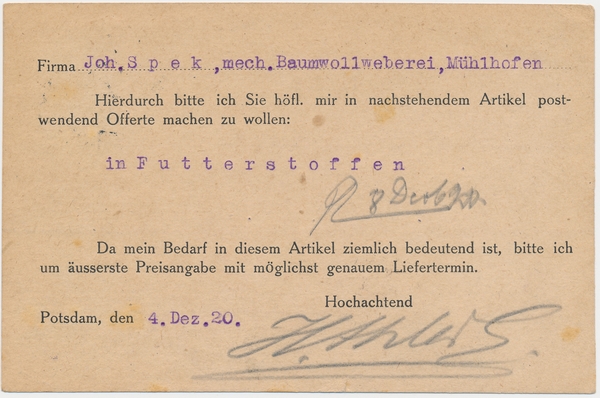 Firma Joh. S p e k , mech. Baumwollweberei, Mühlhofen
Hierdurch bitte ich Sie höfl. mir in nachstehendem Artikel post-
wendend Offerte machen zu wollen:
in F u t t e r s t o f f e n
8
Da mein Bedarf in diesem Artikel ziemlich bedeutend ist, bitte ich
um äusserste Preisangabe mit möglichst genauem Liefertermin.
Hochachtend
Potsdam, den 4. Dez. 20.